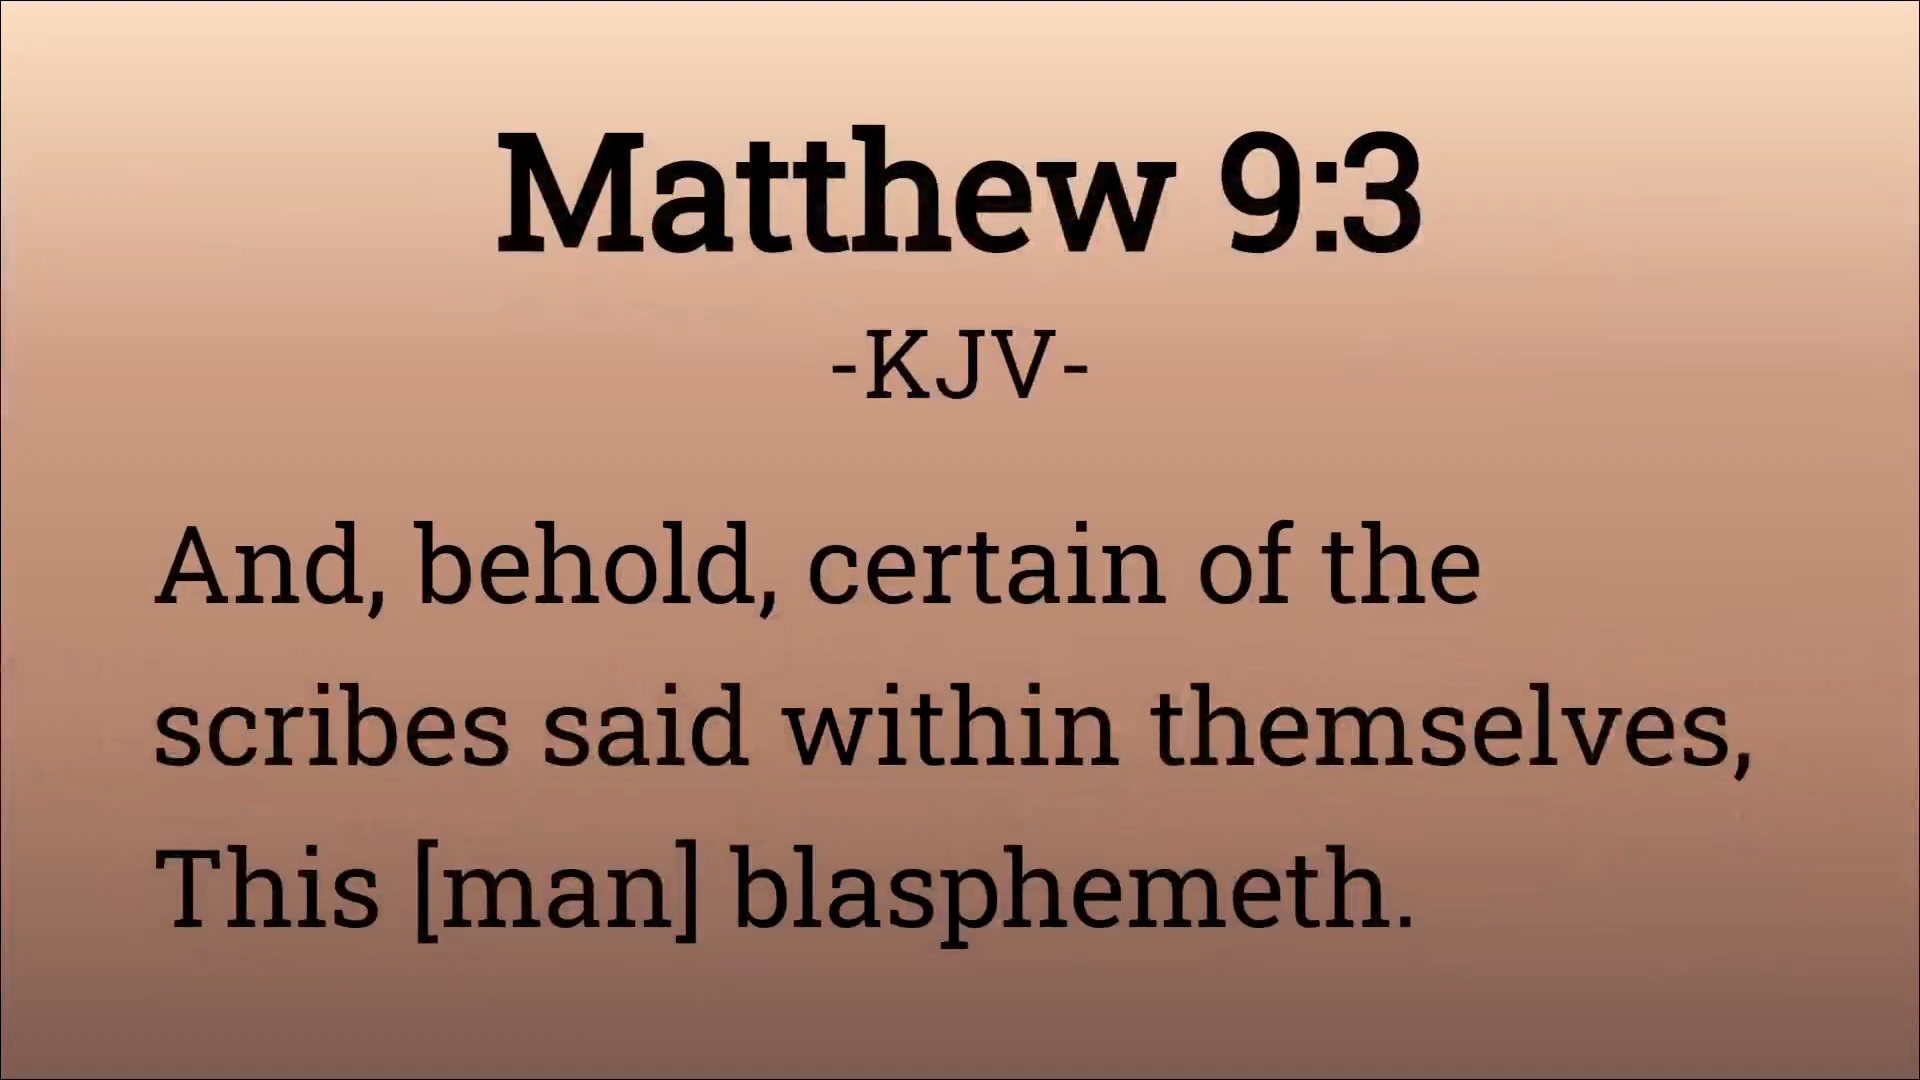 Matthew 9:3
-KJV-
And, behold, certain of the
scribes said within themselves,
This [man] blasphemeth.